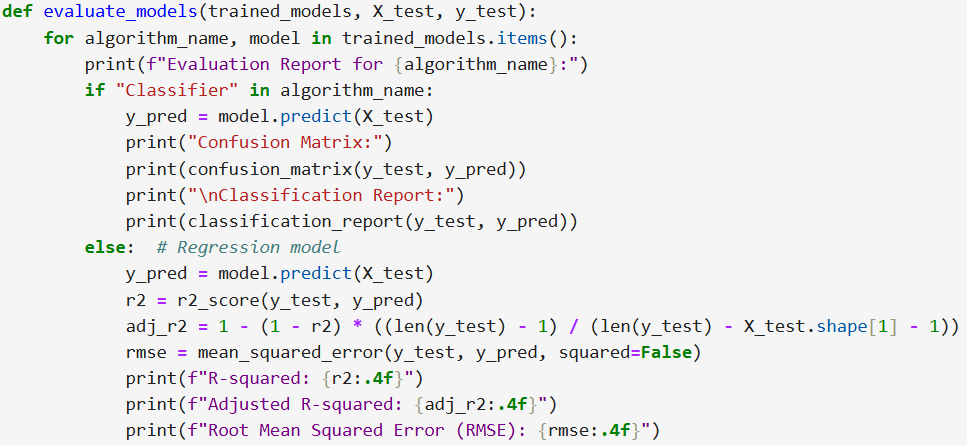 def evaluate_models(trained_models, X_test, y_test):
    for algorithm_name, model in trained_models.items():
        print(f"Evaluation Report for {algorithm_name}:")
        if "Classifier" in algorithm_name:
            y_pred = model.predict(X_test)
            print("Confusion Matrix:")
            print(confusion_matrix(y_test, y_pred))
            print("\nClassification Report:")
            print(classification_report(y_test, y_pred))
        else:  # Regression model
            y_pred = model.predict(X_test)
            r2 = r2_score(y_test, y_pred)
            adj_r2 = 1 - (1 - r2) * ((len(y_test) - 1) / (len(y_test) - X_test.shape[1] - 1))
            rmse = mean_squared_error(y_test, y_pred, squared=False)
            print(f"R-squared: {r2:.4f}")
            print(f"Adjusted R-squared: {adj_r2:.4f}")
            print(f"Root Mean Squared Error (RMSE): {rmse:.4f}")